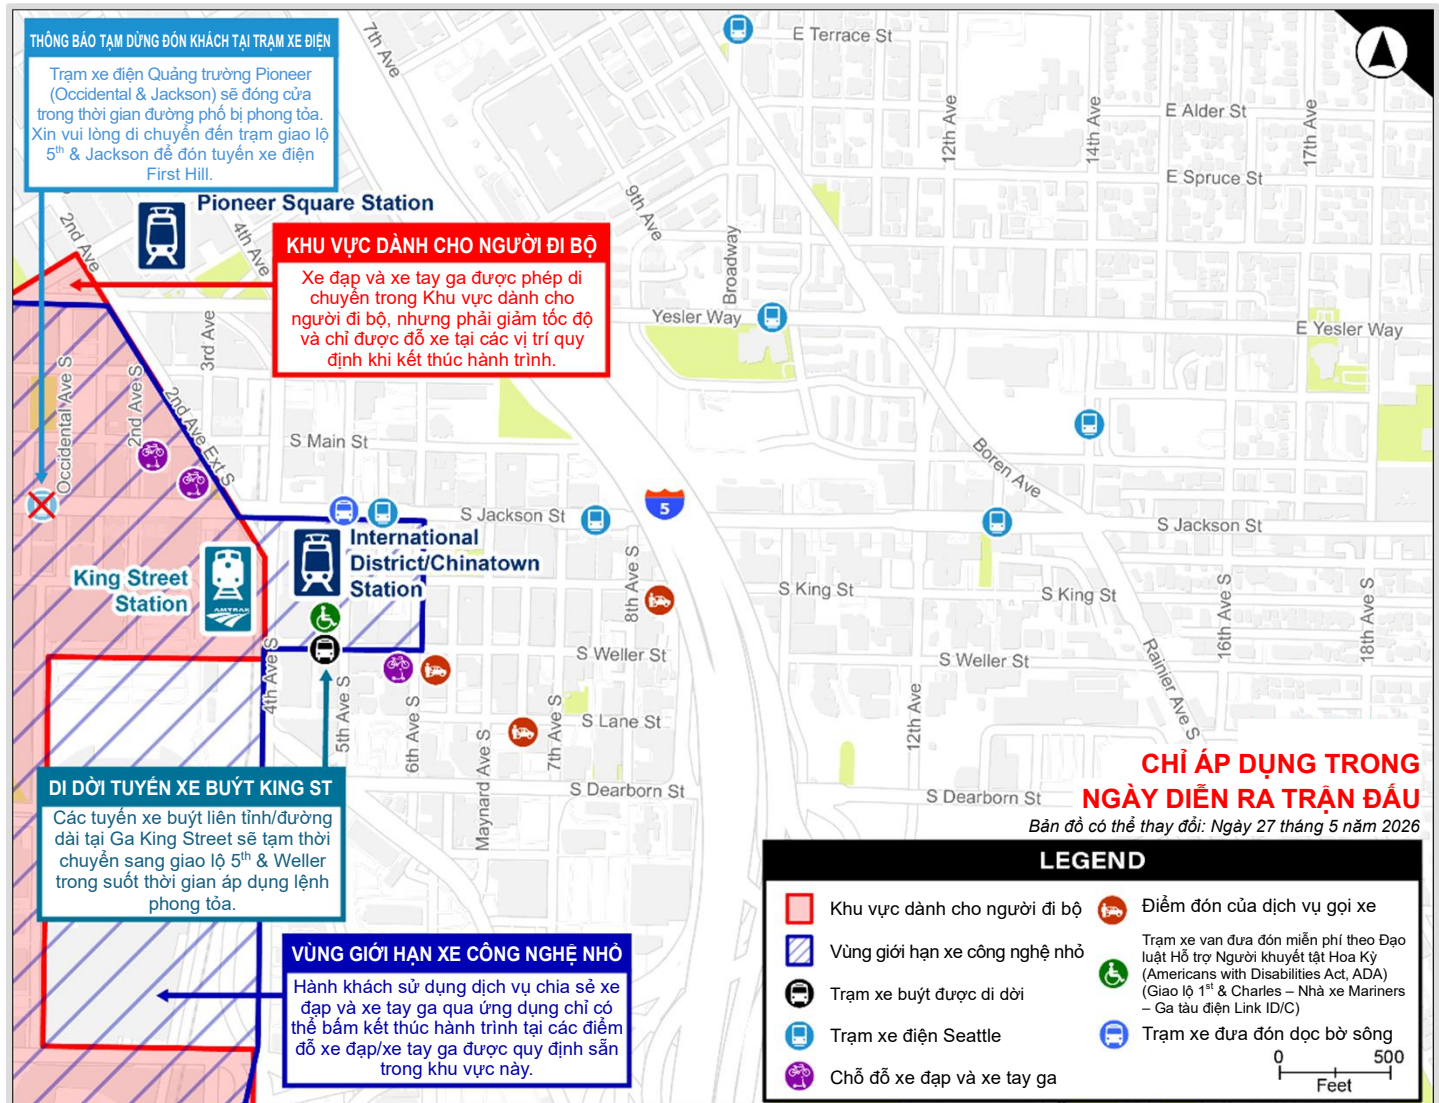 THÔNG BÁO TẠM DỪNG ĐÓN KHÁCH TẠI TRẠM XE ĐIỆN
Trạm xe điện Quảng trường Pioneer
(Occidental & Jackson) sẽ đóng cửa
trong thời gian đường phố bị phong tỏa.
Xin vui lòng di chuyển đến trạm giao lộ
5th & Jackson để đón tuyến xe điện
First Hill.
7th Ave
E Terrace St
E Alder St
12th Ave
14th Ave
17th Ave
E Spruce St
Pioneer Square Station
2nd Ave
4th Ave
9th Ave
Broadway
KHU VỰC DÀNH CHO NGƯỜI ĐI BỘ
Xe đạp và xe tay ga được phép di
chuyển trong Khu vực dành cho
người đi bộ, nhưng phải giảm tốc độ
và chỉ được đỗ xe tại các vị trí quy
định khi kết thúc hành trình.
Yesler Way
E Yesler Way
3rd Ave
Occidental Ave S
2nd Ave S
2nd Ave Ext S
S Main St
Boren Ave
5
S Jackson St
S Jackson St
International
District/Chinatown
Station
King Street
Station
AMTRAK
8th Ave S
S King St
S King St
16th Ave S
18th Ave S
S Weller St
S Weller St
Rainier Ave S
4th Ave S
5th Ave S
6th Ave S
Maynard Ave S
7th Ave S
S Lane St
12th Ave
S Dearborn St
S Dearborn St
DI DỜI TUYẾN XE BUÝT KING ST
Các tuyến xe buýt liên tỉnh/đường
dài tại Ga King Street sẽ tạm thời
chuyển sang giao lộ 5th & Weller
trong suốt thời gian áp dụng lệnh
phong tỏa.
VÙNG GIỚI HẠN XE CÔNG NGHỆ NHỎ
Hành khách sử dụng dịch vụ chia sẻ xe
đạp và xe tay ga qua ứng dụng chỉ có
thể bấm kết thúc hành trình tại các điểm
đỗ xe đạp/xe tay ga được quy định sẵn
trong khu vực này.
CHỈ ÁP DỤNG TRONG
NGÀY DIỄN RA TRẬN ĐẤU
Bản đồ có thể thay đổi: Ngày 27 tháng 5 năm 2026
LEGEND
Khu vực dành cho người đi bộ
Vùng giới hạn xe công nghệ nhỏ
Trạm xe buýt được di dời
Trạm xe điện Seattle
Chỗ đỗ xe đạp và xe tay ga
Điểm đón của dịch vụ gọi xe
Trạm xe van đưa đón miễn phí theo Đạo
luật Hỗ trợ Người khuyết tật Hoa Kỳ
(Americans with Disabilities Act, ADA)
(Giao lộ 1st & Charles – Nhà xe Mariners
– Ga tàu điện Link ID/C)
Trạm xe đưa đón dọc bờ sông
0 500
Feet